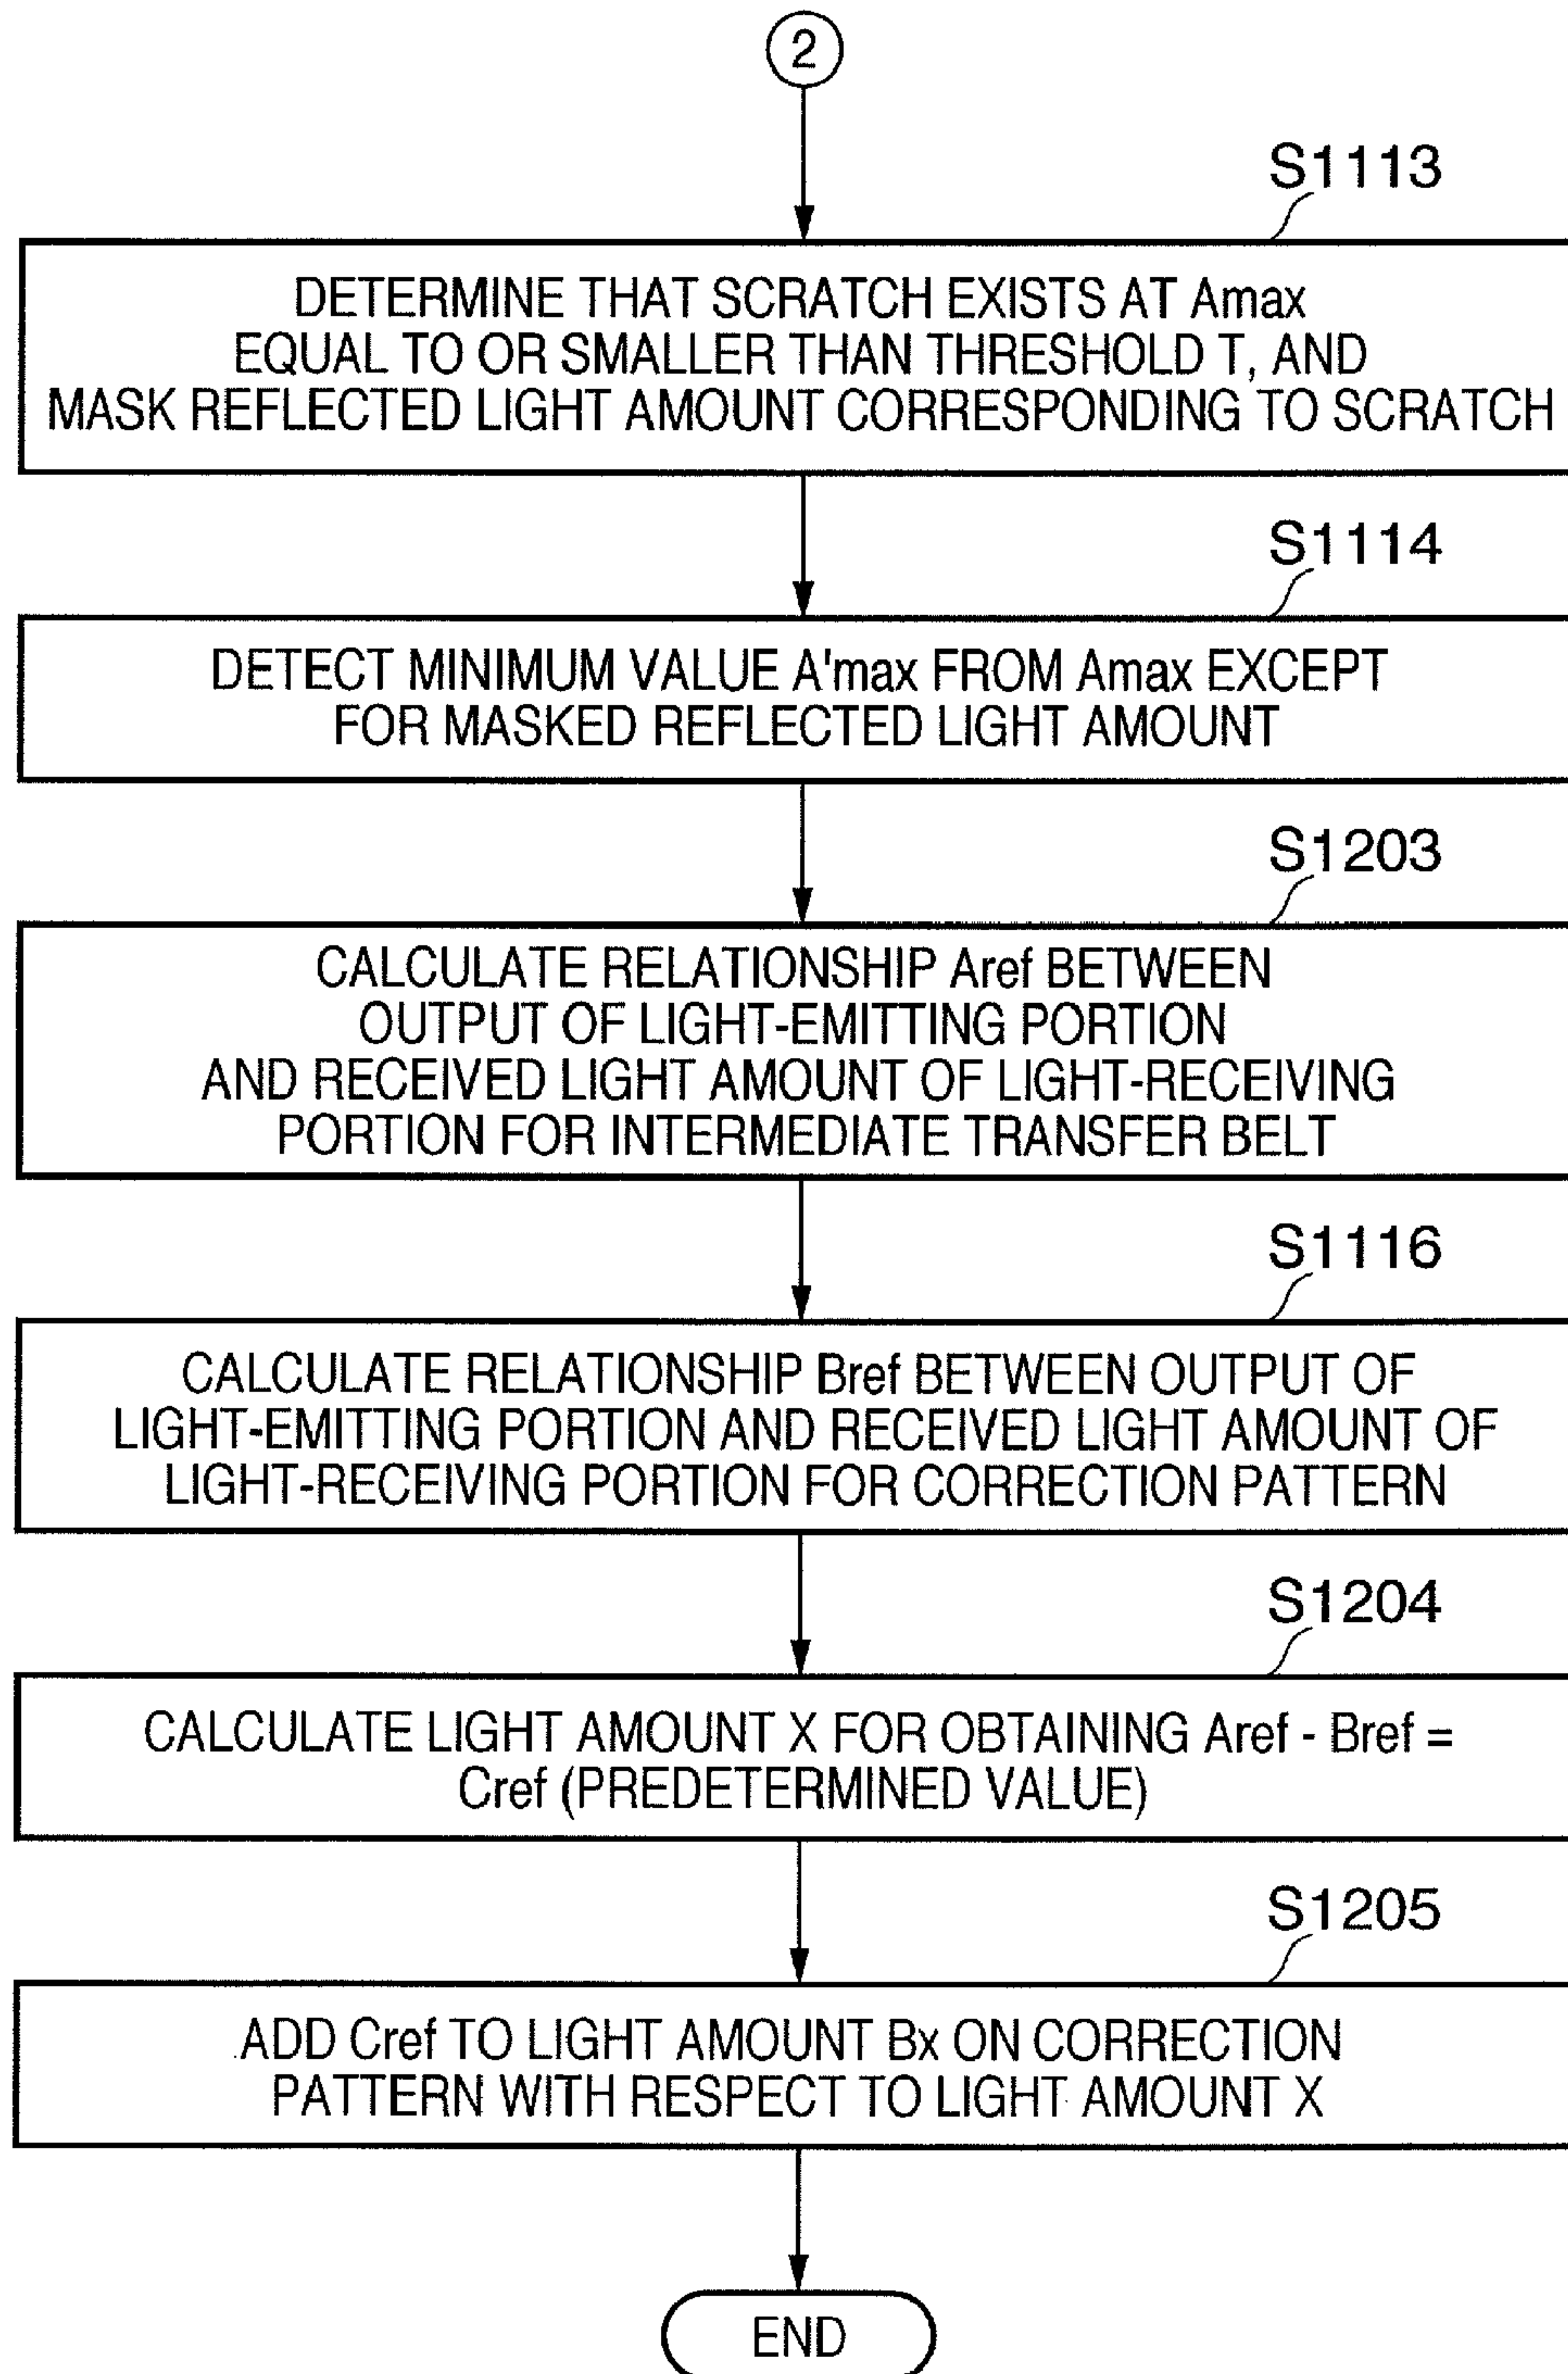 2
S1113
DETERMINE THAT SCRATCH EXISTS AT Amax
EQUAL TO OR SMALLER THAN THRESHOLD T, AND
MASK REFLECTED LIGHT AMOUNT CORRESPONDING TO SCRATCH
S1114
DETECT MINIMUM VALUE A'max FROM Amax EXCEPT
FOR MASKED REFLECTED LIGHT AMOUNT
S1203
CALCULATE RELATIONSHIP Aref BETWEEN
OUTPUT OF LIGHT-EMITTING PORTION
AND RECEIVED LIGHT AMOUNT OF LIGHT-RECEIVING
PORTION FOR INTERMEDIATE TRANSFER BELT
S1116
CALCULATE RELATIONSHIP Bref BETWEEN OUTPUT OF
LIGHT-EMITTING PORTION AND RECEIVED LIGHT AMOUNT OF
LIGHT-RECEIVING PORTION FOR CORRECTION PATTERN
S1204
CALCULATE LIGHT AMOUNT X FOR OBTAINING Aref - Bref =
Cref (PREDETERMINED VALUE)
S1205
ADD Cref TO LIGHT AMOUNT Bx ON CORRECTION
PATTERN WITH RESPECT TO LIGHT AMOUNT X
END